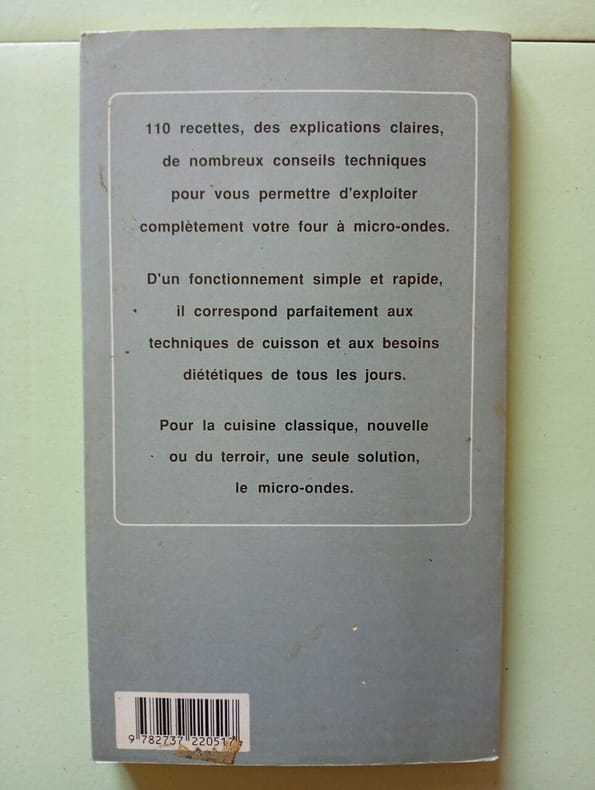 110 recettes, des explications claires,
de nombreux conseils techniques
pour vous permettre d'exploiter
complètement votre four à micro-ondes.
D'un fonctionnement simple et rapide,
il correspond parfaitement aux
techniques de cuisson et aux besoins
diététiques de tous les jours.
Pour la cuisine classique, nouvelle
ou du terroir, une seule solution,
le micro-ondes.
9 782737 220517